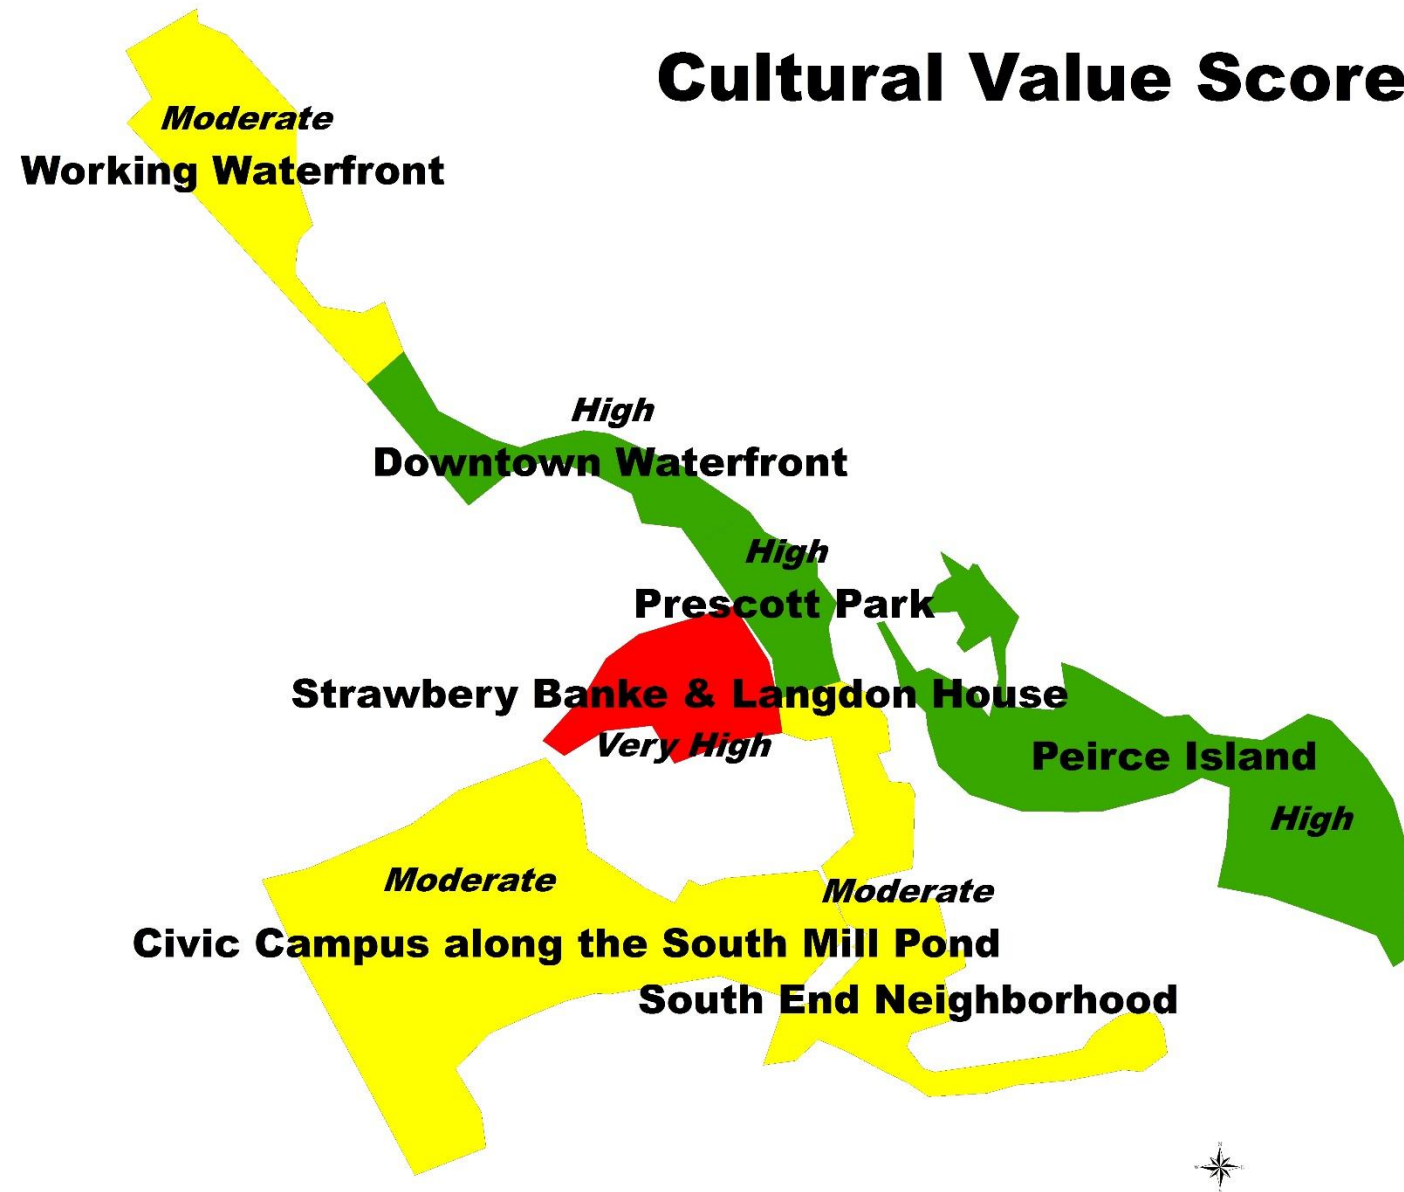 Cultural Value Score
Moderate
Working Waterfront
High
Downtown Waterfront
High
Prescott Park
Strawbery Banke & Langdon House
Very High
Peirce Island
High
Moderate
Civic Campus along the South Mill Pond
Moderate
South End Neighborhood